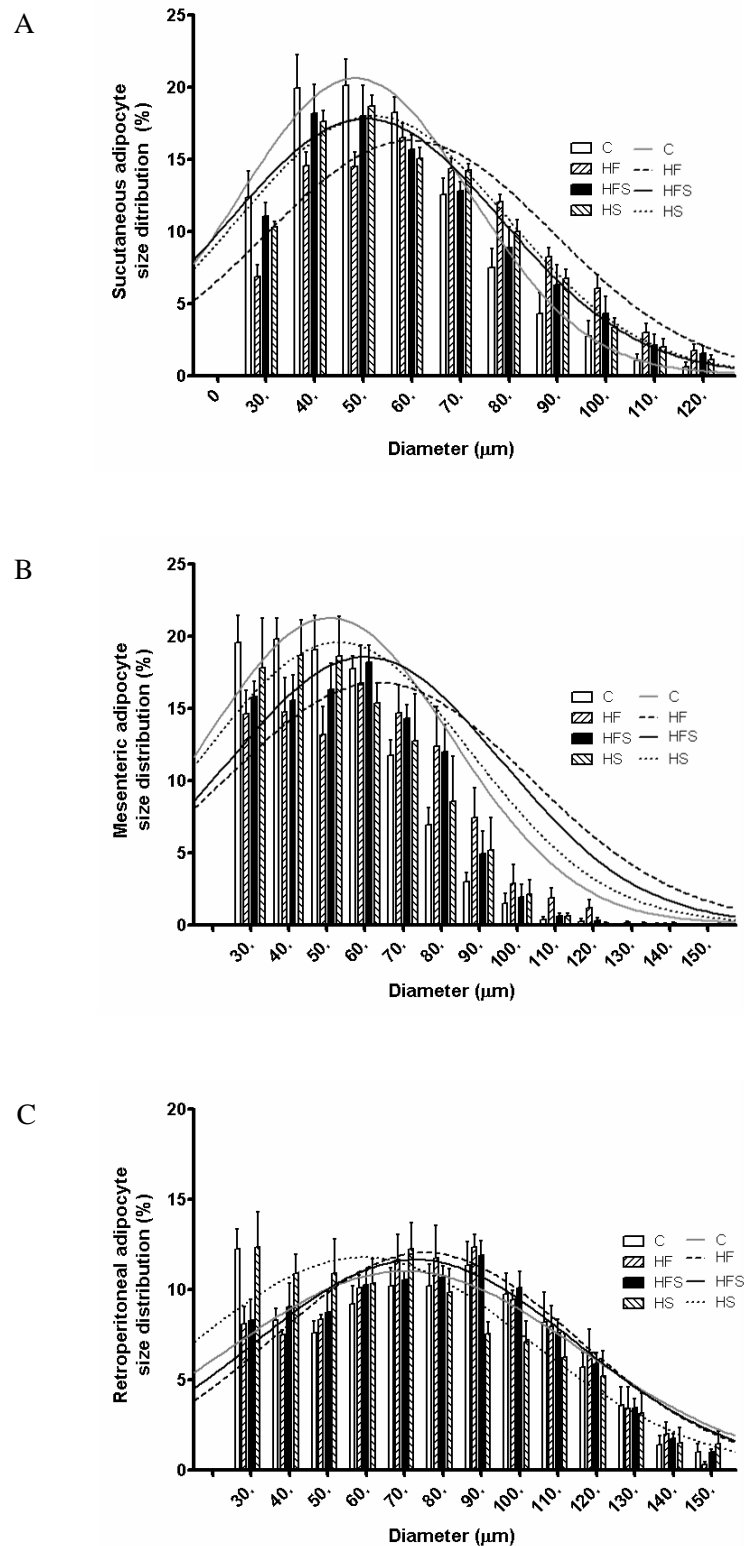 A
Sucutaneous adipocyte
size ditribution (%)
25
20
15
10
5
0
C
HF
HFS
HS
C
HF
HFS
HS
0 30. 40. 50. 60. 70. 80. 90. 100. 110. 120.
Diameter (μm)
B
Mesenteric adipocyte
size distribution (%)
25
20
15
10
5
0
C
HF
HFS
HS
C
HF
HFS
HS
30. 40. 50. 60. 70. 80. 90. 100. 110. 120. 130. 140. 150.
Diameter (μm)
C
Retroperitoneal adipocyte
size distribution (%)
20
15
10
5
0
C
HF
HFS
HS
C
HF
HFS
HS
30. 40. 50. 60. 70. 80. 90. 100. 110. 120. 130. 140. 150.
Diameter (μm)